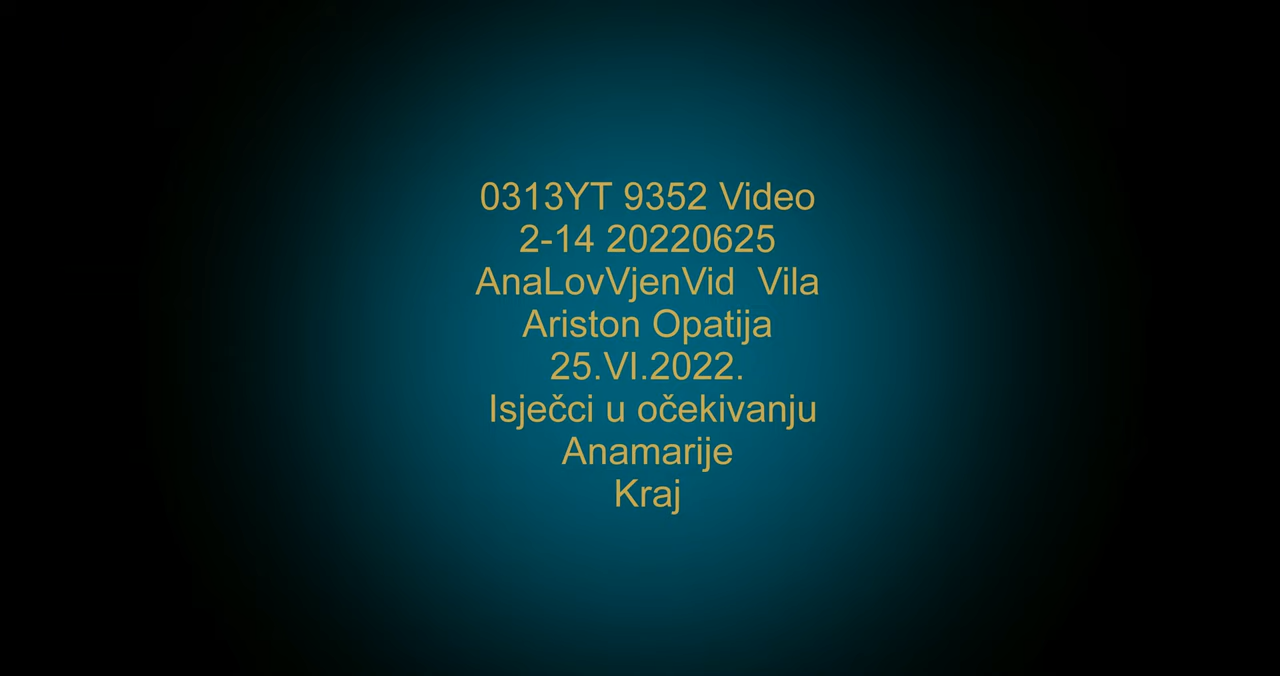 0313YT 9352 Video
2-14 20220625
AnaLovVjenVid  Vila
Ariston Opatija
25.VI.2022.
Isječci u očekivanju
Anamarije
Kraj